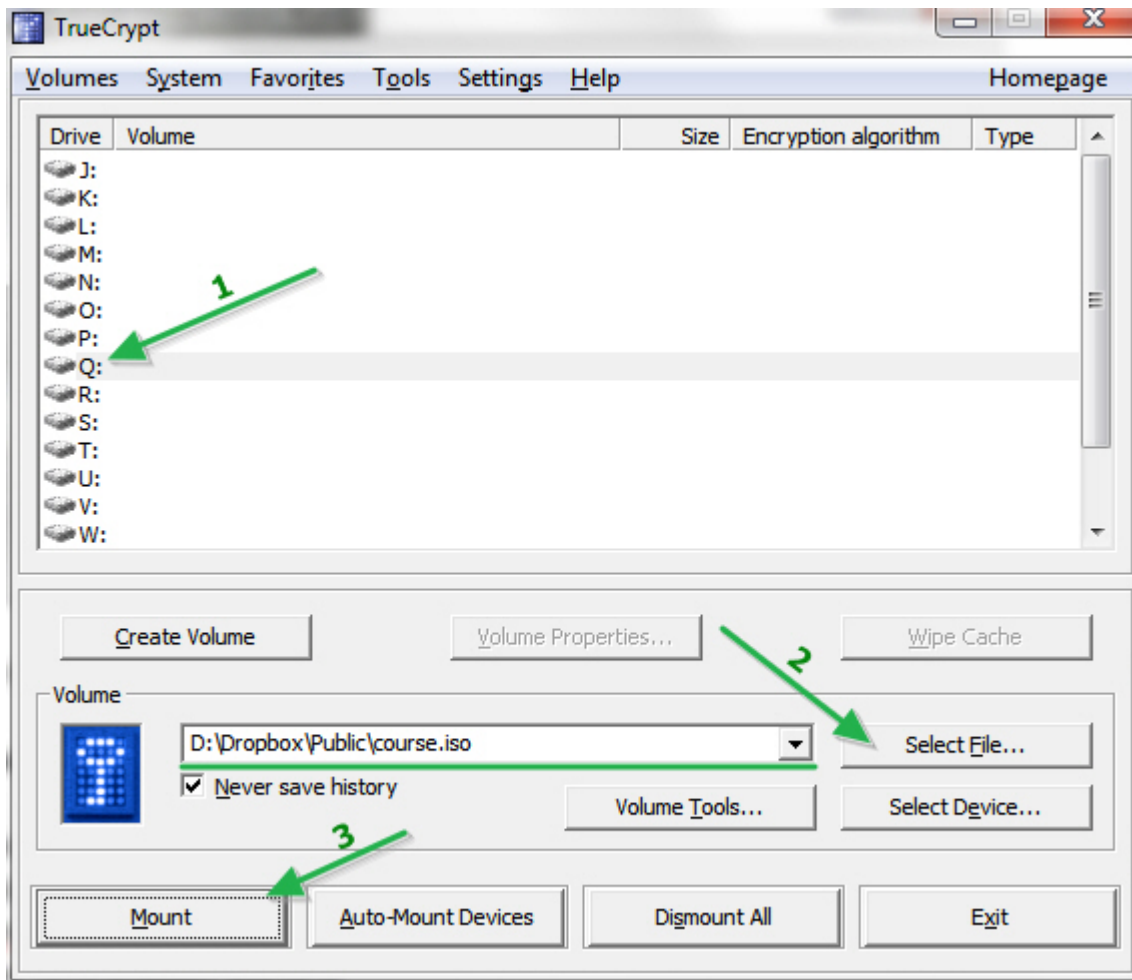 TrueCrypt
Volumes System Favorites Tools Settings Help Homepage
Drive Volume Size Encryption algorithm Type
J:
K:
L:
M:
N:
1
O:
P:
Q:
R:
S:
T:
U:
V:
W:
Create Volume Volume Properties... Wipe Cache
2
Volume
D:\Dropbox\Public\course.iso Select File...
Never save history
Volume Tools... Select Device...
3
Mount Auto-Mount Devices Dismount All Exit